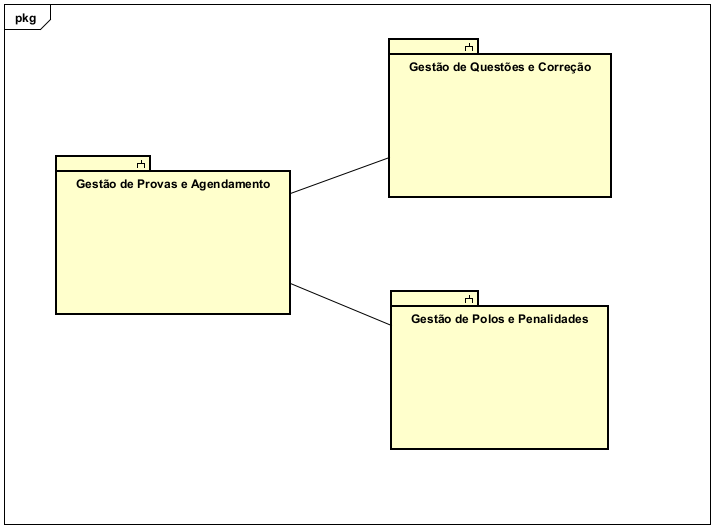 pkg
Gestão de Questões e Correção
Gestão de Provas e Agendamento
Gestão de Polos e Penalidades